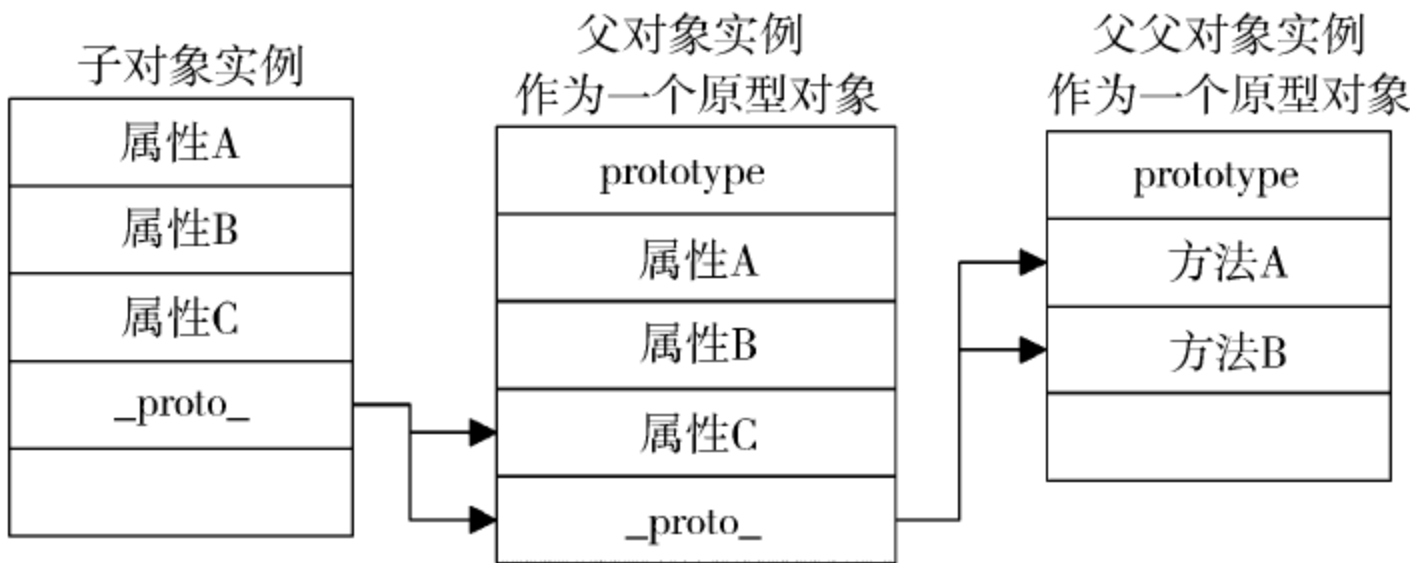 子对象实例
属性A
属性B
属性C
_proto_
父对象实例
作为一个原型对象
prototype
属性A
属性B
属性C
_proto_
父父对象实例
作为一个原型对象
prototype
方法A
方法B